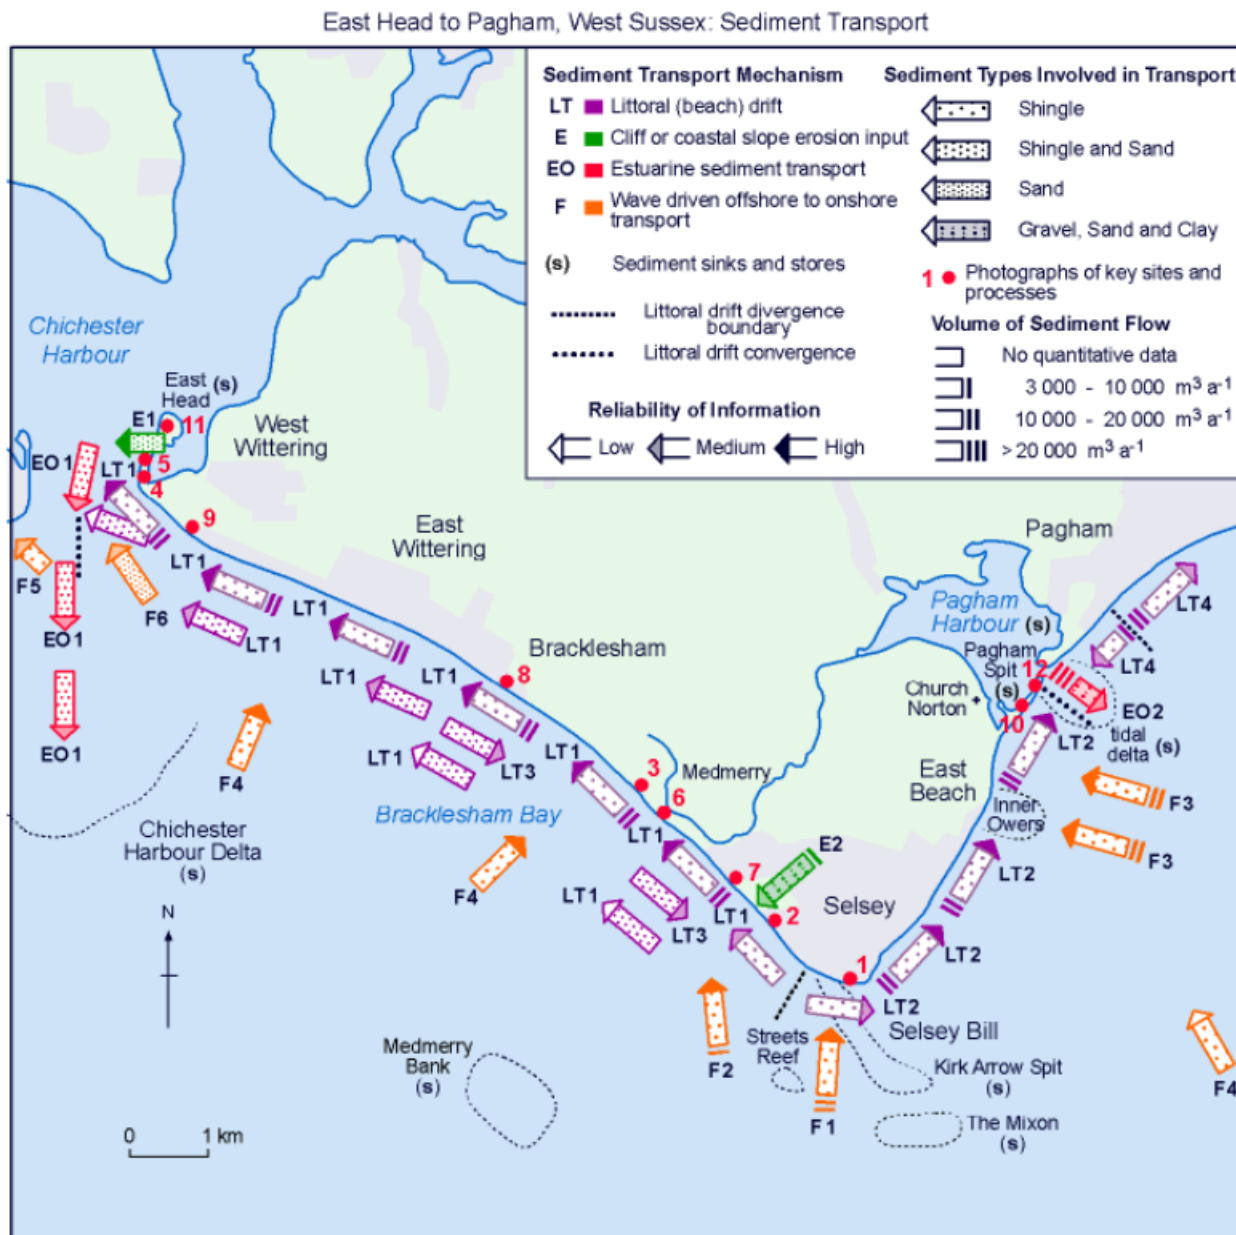 East Head to Pagham, West Sussex: Sediment Transport
Sediment Transport Mechanism
LT Littoral (beach) drift
E Cliff or coastal slope erosion input
EO Estuarine sediment transport
F Wave driven offshore to onshore
transport
(s) Sediment sinks and stores
Littoral drift divergence
boundary
Littoral drift convergence
Reliability of Information
Low Medium High
Sediment Types Involved in Transport
Shingle
Shingle and Sand
Sand
Gravel, Sand and Clay
1 Photographs of key sites and
processes
Volume of Sediment Flow
No quantitative data
3 000 - 10 000 m³ a⁻¹
10 000 - 20 000 m³ a⁻¹
> 20 000 m³ a⁻¹
Chichester
Harbour
East (s)
Head
E1
11
West
Wittering
EO1
LT1
5
4
9
East
Wittering
Pagham
F5
EO1
F6
LT1
LT1
LT1
LT4
Pagham
Harbour (s)
Pagham
Spit
(s)
12
LT4
Bracklesham
8
LT1
LT1
Church
Norton
10
EO2
tidal
delta (s)
LT2
EO1
F4
LT1
LT3
LT1
3
Medmerry
6
East
Beach
Inner
Owers
F3
F3
Bracklesham Bay
Chichester
Harbour Delta
(s)
F4
LT1
E2
7
LT1
LT3
LT1
2
Selsey
LT2
N
1
LT2
LT2
Selsey Bill
Streets
Reef
F2
F1
Kirk Arrow Spit
(s)
Medmerry
Bank
(s)
F4
The Mixon
(s)
0 1 km